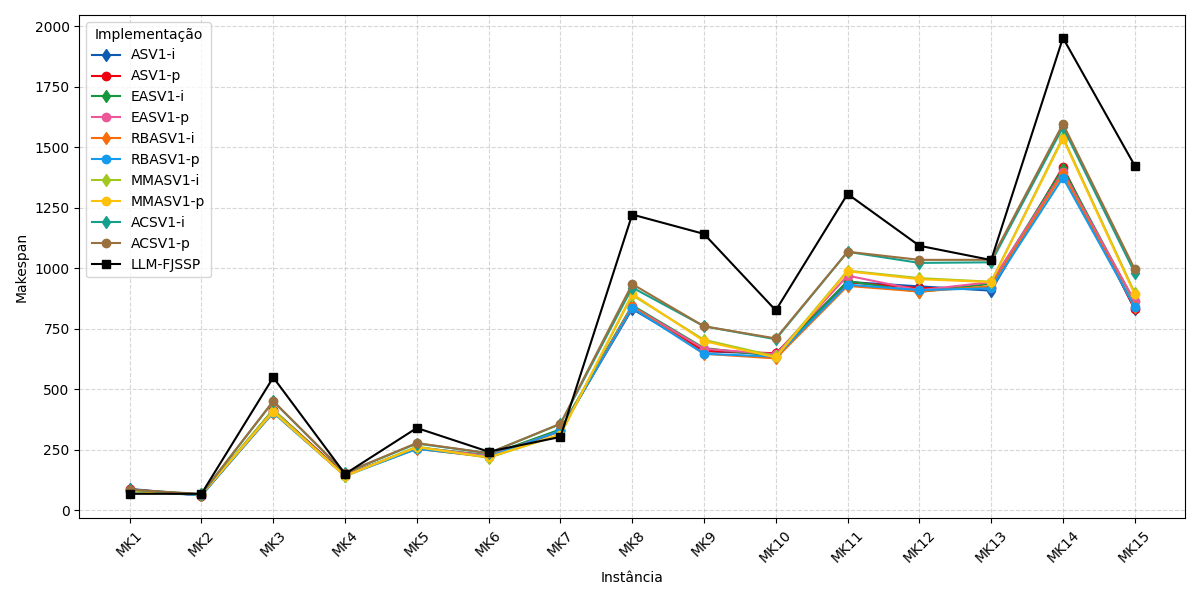 2000
1750
1500
1250
1000
750
500
250
0
Makespan
Implementação
ASV1-i
ASV1-p
EASV1-i
EASV1-p
RBASV1-i
RBASV1-p
MMASV1-i
MMASV1-p
ACSV1-i
ACSV1-p
LLM-FJSSP
MK1
MK2
MK3
MK4
MK5
MK6
MK7
MK8
MK9
MK10
MK11
MK12
MK13
MK14
MK15
Instância